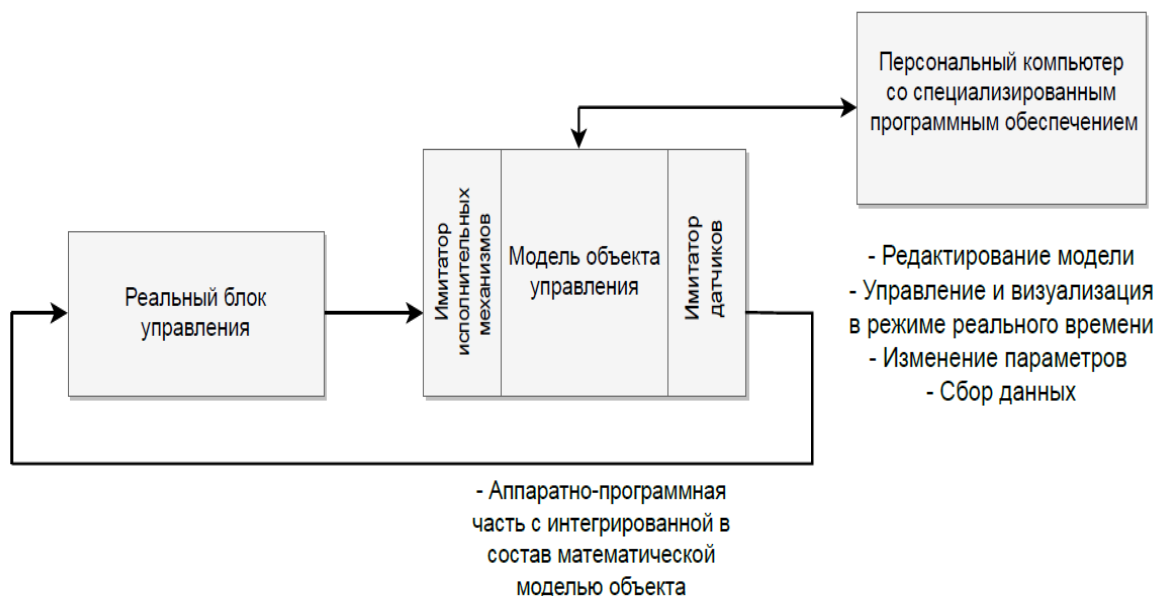 Персональный компьютер
со специализированным
программным обеспечением
Имитатор
исполнительных
механизмов
Модель объекта
управления
Имитатор
датчиков
Реальный блок
управления
- Редактирование модели
- Управление и визуализация
в режиме реального времени
- Изменение параметров
- Сбор данных
- Аппаратно-программная
часть с интегрированной в
состав математической
моделью объекта